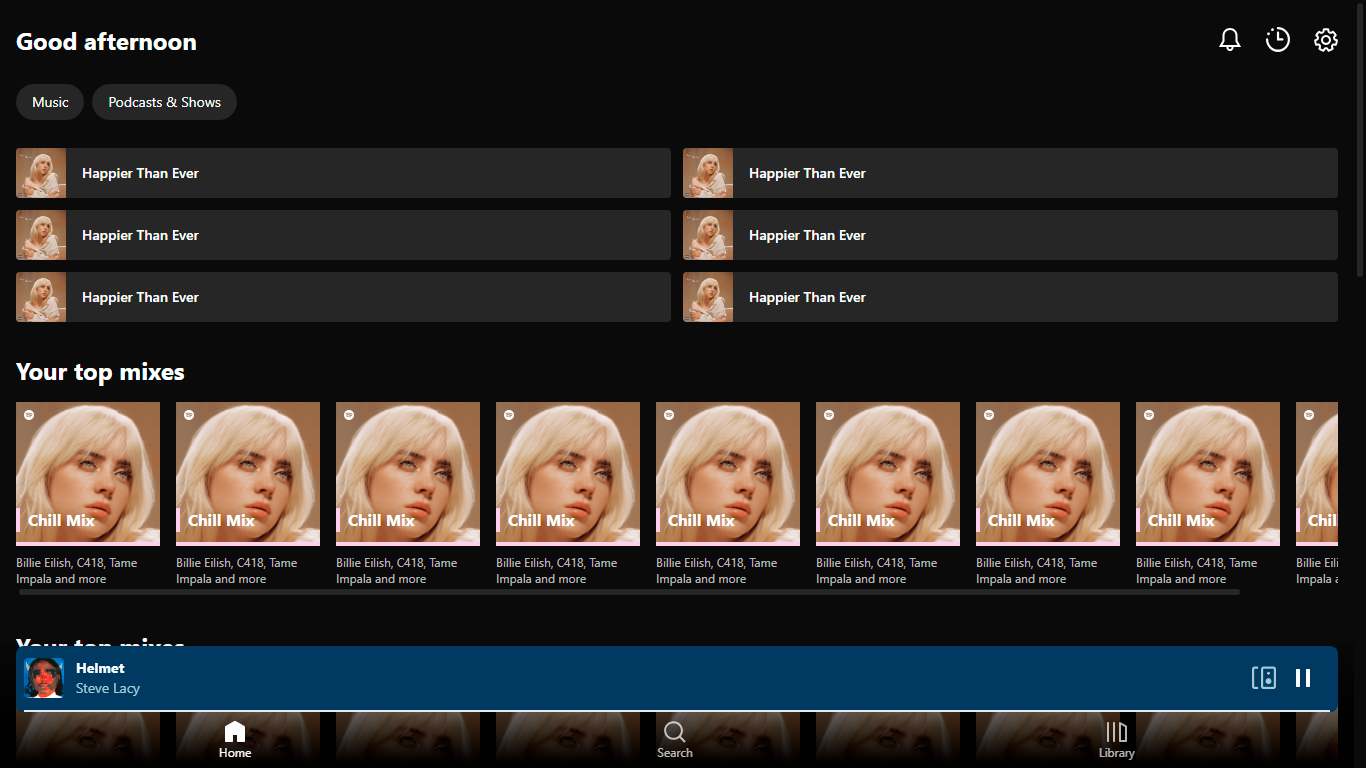 Good afternoon
Music
Podcasts & Shows
Happier Than Ever
Happier Than Ever
Happier Than Ever
Happier Than Ever
Happier Than Ever
Happier Than Ever
Your top mixes
Chill Mix
Chill Mix
Chill Mix
Chill Mix
Chill Mix
Chill Mix
Chill Mix
Chill Mix
Chil
Billie Eilish, C418, Tame
Impala and more
Billie Eilish, C418, Tame
Impala and more
Billie Eilish, C418, Tame
Impala and more
Billie Eilish, C418, Tame
Impala and more
Billie Eilish, C418, Tame
Impala and more
Billie Eilish, C418, Tame
Impala and more
Billie Eilish, C418, Tame
Impala and more
Billie Eilish, C418, Tame
Impala and more
Billie Eili
Impala a
Your top mixes
Helmet
Steve Lacy
Home
Search
Library